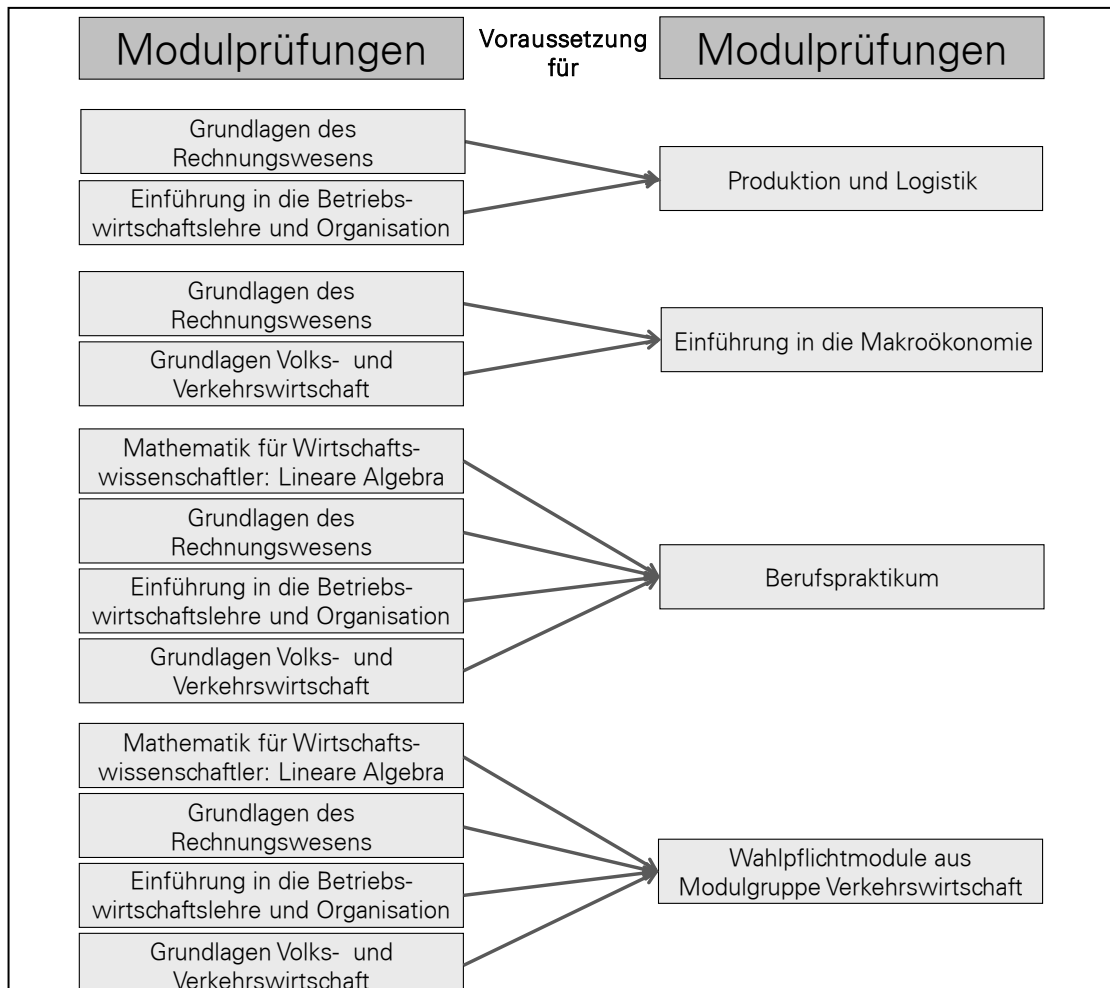 Modulprüfungen
Voraussetzung
für
Modulprüfungen
Grundlagen des
Rechnungswesens
Einführung in die Betriebs-
wirtschaftslehre und Organisation
Produktion und Logistik
Grundlagen des
Rechnungswesens
Grundlagen Volks- und
Verkehrswirtschaft
Einführung in die Makroökonomie
Mathematik für Wirtschafts-
wissenschaftler: Lineare Algebra
Grundlagen des
Rechnungswesens
Einführung in die Betriebs-
wirtschaftslehre und Organisation
Grundlagen Volks- und
Verkehrswirtschaft
Berufspraktikum
Mathematik für Wirtschafts-
wissenschaftler: Lineare Algebra
Grundlagen des
Rechnungswesens
Einführung in die Betriebs-
wirtschaftslehre und Organisation
Grundlagen Volks- und
Verkehrswirtschaft
Wahlpflichtmodule aus
Modulgruppe Verkehrswirtschaft